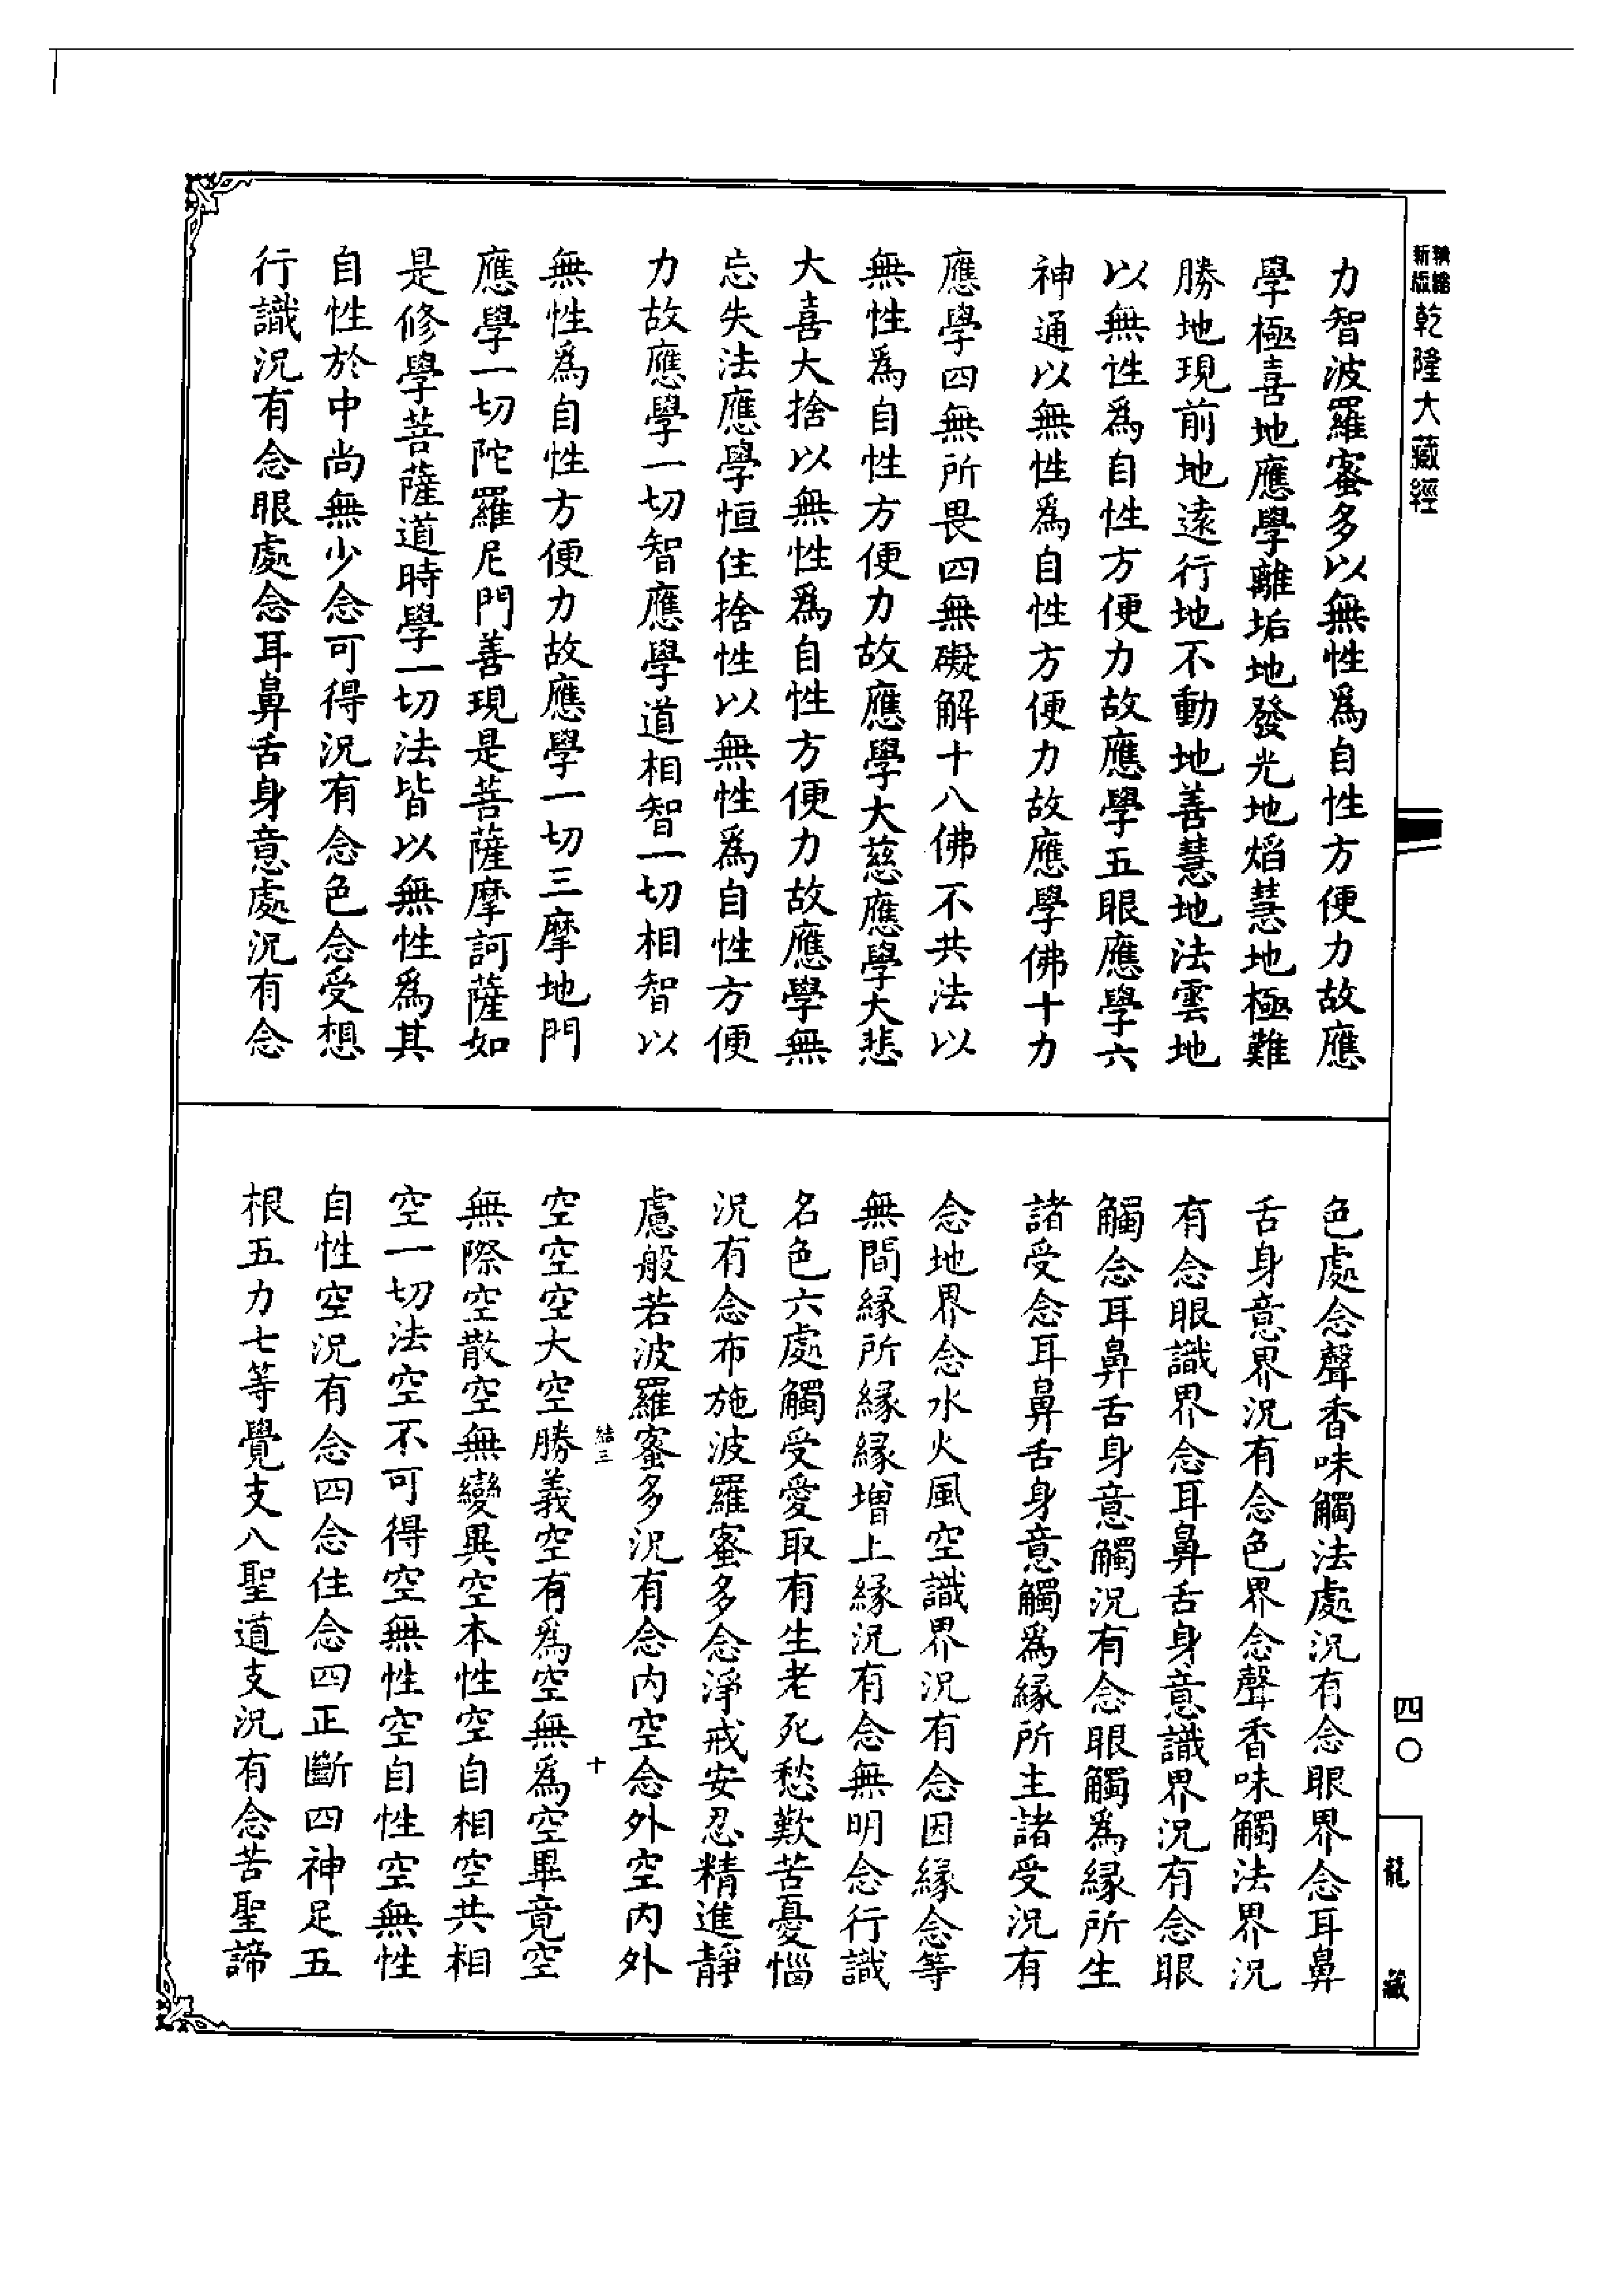 精縮新版乾隆大藏經
力智波羅蜜多以無性爲自性方便力故應
學極喜地應學離垢地發光地焰慧地極難
勝地現前地遠行地不動地善慧地法雲地
以無性爲自性方便力故應學五眼應學六
神通以無性爲自性方便力故應學佛十力
應學四無所畏四無礙解十八佛不共法以
無性爲自性方便力故應學大慈應學大悲
大喜大捨以無性爲自性方便力故應學無
忘失法應學恒住捨性以無性爲自性方便
力故應學一切智應學道相智一切相智以
無性爲自性方便力故應學一切三摩地門
應學一切陀羅尼門善現是菩薩摩訶薩如
是修學菩薩道時學一切法皆以無性爲其
自性於中尚無少念可得況有念色念受想
行識況有念眼處念耳鼻舌身意處況有念
色處念聲香味觸法處況有念眼界念耳鼻
舌身意界況有念色界念聲香味觸法界況
有念眼識界念耳鼻舌身意識界況有念眼
觸念耳鼻舌身意觸況有念眼觸爲緣所生
諸受念耳鼻舌身意觸爲緣所生諸受況有
念地界念水火風空識界況有念因緣念等
無間緣所緣緣增上緣況有念無明念行識
名色六處觸受愛取有生老死愁歎苦憂惱
況有念布施波羅蜜多念淨戒安忍精進靜
慮般若波羅蜜多況有念內空念外空內外
結三 十
空空空大空勝義空有爲空無爲空畢竟空
無際空散空無變異空本性空自相空共相
空一切法空不可得空無性空自性空無性
自性空況有念四念住念四正斷四神足五
根五力七等覺支八聖道支況有念苦聖諦
四〇
龍藏